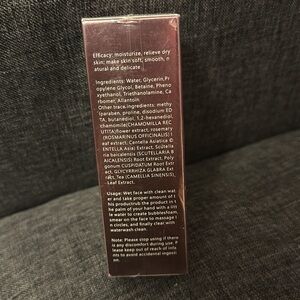 Efficacy: moisturize, relieve dry
skin; make skin soft, smooth, n
atural and delicate
Ingredients: Water, Glycerin,Pr
opylene Glycol, Betaine, Pheno
xyethanol, Triethanolamine, Ca
rbomer, Allantoin
Other trace.ingredients: methy
lparaben, proline, disodium ED
TA, butanediol, 1,2-hexanediol,
chamomile(CHAMOMILLA REC
UTITA)flower extract, rosemary
(ROSMARINUS OFFICINALIS) l
eaf extract, Centella Asiatica (C
ENTELLA ASIA) Extract, Scutella
ria baicalensis (SCUTELLARIA B
AICALENSIS) Root Extract, Poly
gonum CUSPIDATUM Root Extr
act, GLYCYRRHIZA GLABRA Ex
ract, Tea (CAMELLIA SINENSIS),
Leaf Extract.
Usage: Wet face with clean wat
er and take proper amount of t
his productrub the product in t
he palm of your hand with a litt
le water to create bubblesfoam,
smear on the face to massage i
n circles, and finally clear with
waterwash clean.
Note: Please stop using if there
is any discomfort during use. P
lease keep out of reach of infa
nts to avoid accidental ingesti
on.